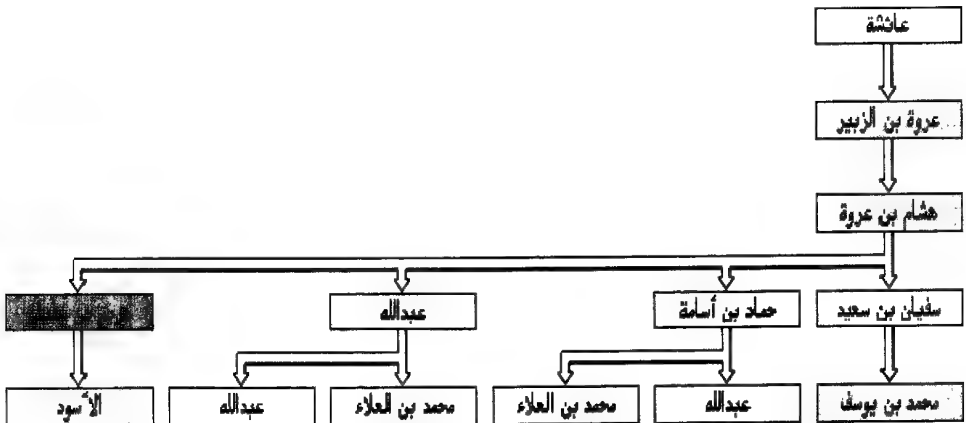 عائشة
عروة بن الزبير
هشام بن عروة
سفيان بن سعيد
حماد بن أسامة
عبدالله
محمد بن يوسف
عبدالله
محمد بن العلاء
محمد بن العلاء
عبدالله
الأسود